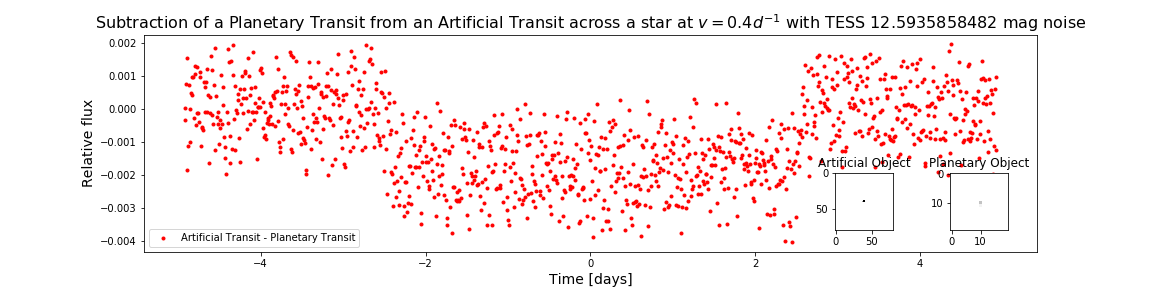 Subtraction of a Planetary Transit from an Artificial Transit across a star at v = 0.4d⁻¹ with TESS 12.5935858482 mag noise
Relative flux
0.002
0.001
0.000
−0.001
−0.002
−0.003
−0.004
Artificial Transit - Planetary Transit
Artificial Object
0
50
0 50
Planetary Object
0
10
0 10
−4 −2 0 2 4
Time [days]